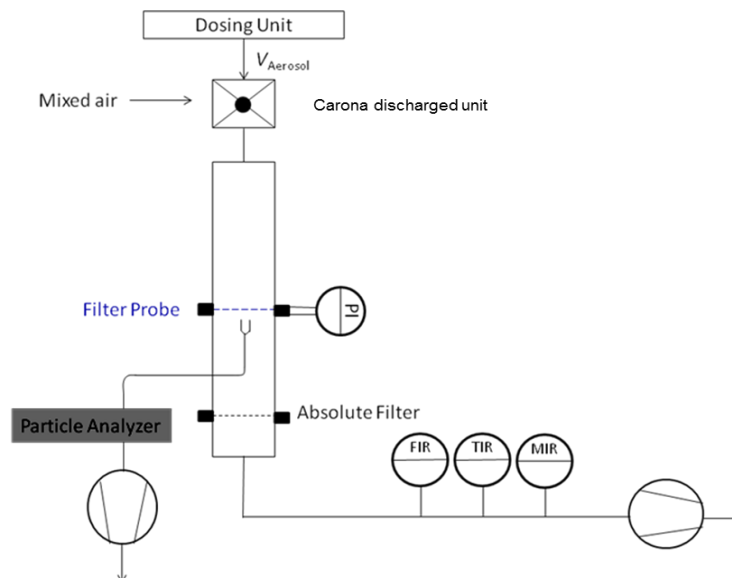 Dosing Unit
VAerosol
Mixed air
Carona discharged unit
Filter Probe
PI
Absolute Filter
Particle Analyzer
FIR
TIR
MIR